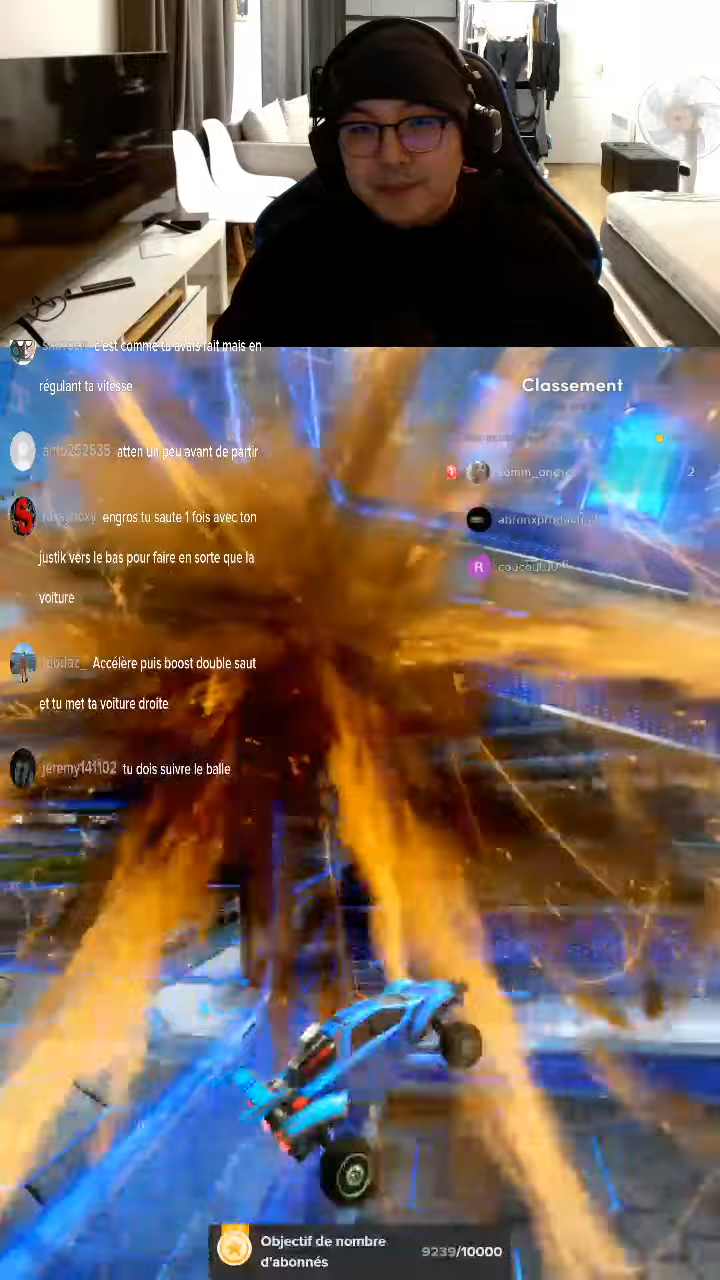 c'est comme tu avais fait mais en
régulant ta vitesse
Classement
atten un peu avant de partir
2
1
engros tu saute 1 fois avec ton
justik vers le bas pour faire en sorte que la
voiture
R
Accélère puis boost double saut
et tu met ta voiture droite
jeremy141102 tu dois suivre le balle
Objectif de nombre
d'abonnés
9239/10000